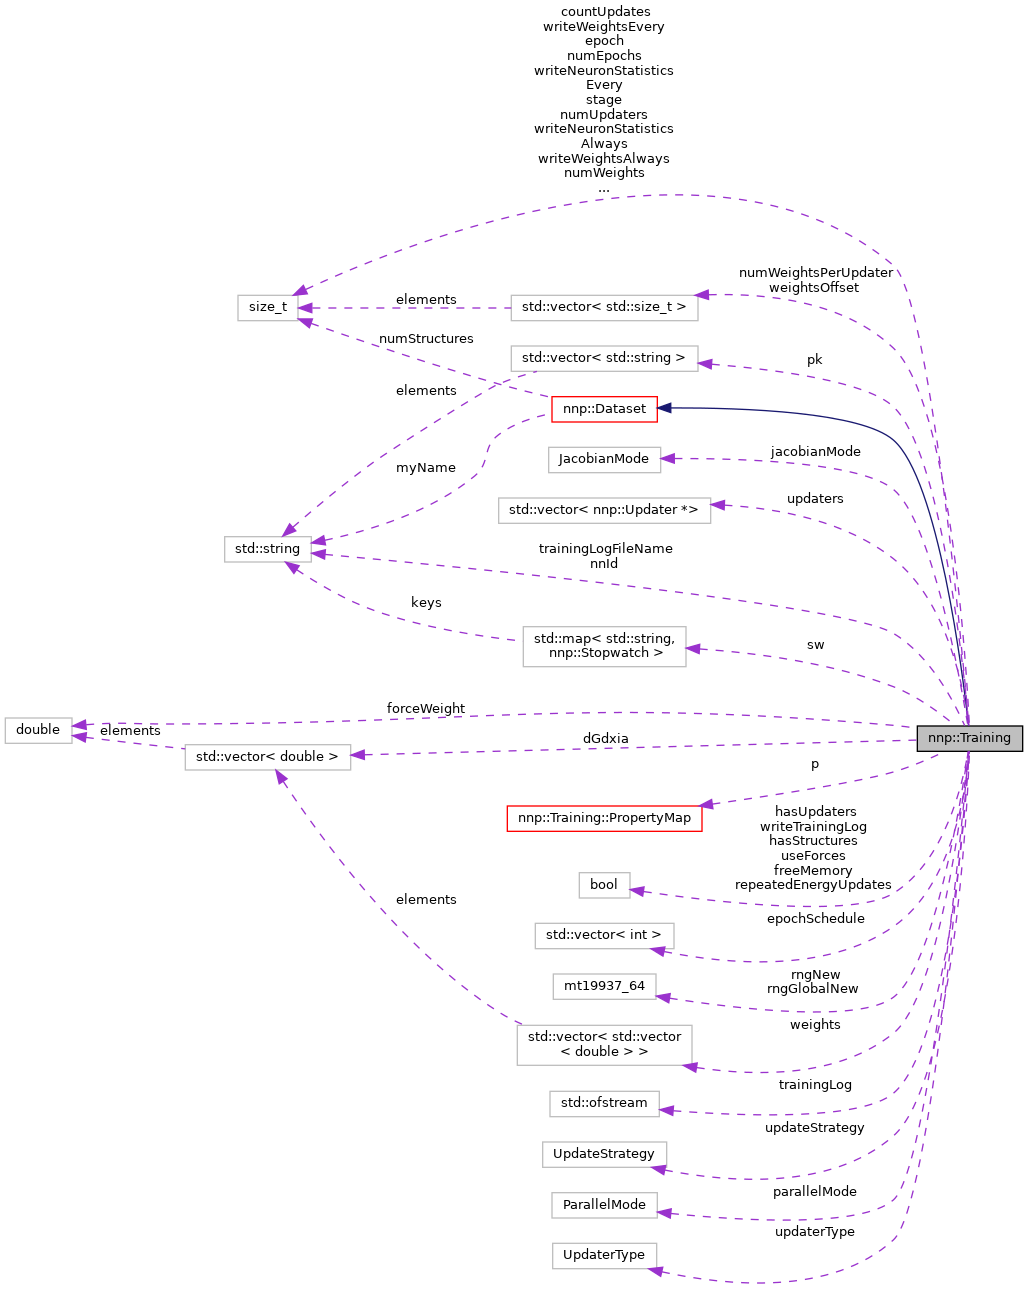 countUpdates
writeWeightsEvery
epoch
numEpochs
writeNeuronStatistics
Every
stage
numUpdaters
writeNeuronStatistics
Always
writeWeightsAlways
numWeights
...
numWeightsPerUpdater
weightsOffset
size_t
elements
std::vector< std::size_t >
numStructures
std::vector< std::string >
pk
elements
nnp::Dataset
JacobianMode
jacobianMode
myName
updaters
std::vector< nnp::Updater *>
std::string
trainingLogFileName
nnId
keys
std::map< std::string,
nnp::Stopwatch >
sw
forceWeight
double
elements
std::vector< double >
dGdxia
nnp::Training
p
nnp::Training::PropertyMap
hasUpdaters
writeTrainingLog
hasStructures
useForces
freeMemory
repeatedEnergyUpdates
bool
elements
epochSchedule
std::vector< int >
rngNew
rngGlobalNew
mt19937_64
weights
std::vector< std::vector
< double > >
trainingLog
std::ofstream
updateStrategy
UpdateStrategy
parallelMode
ParallelMode
updaterType
UpdaterType